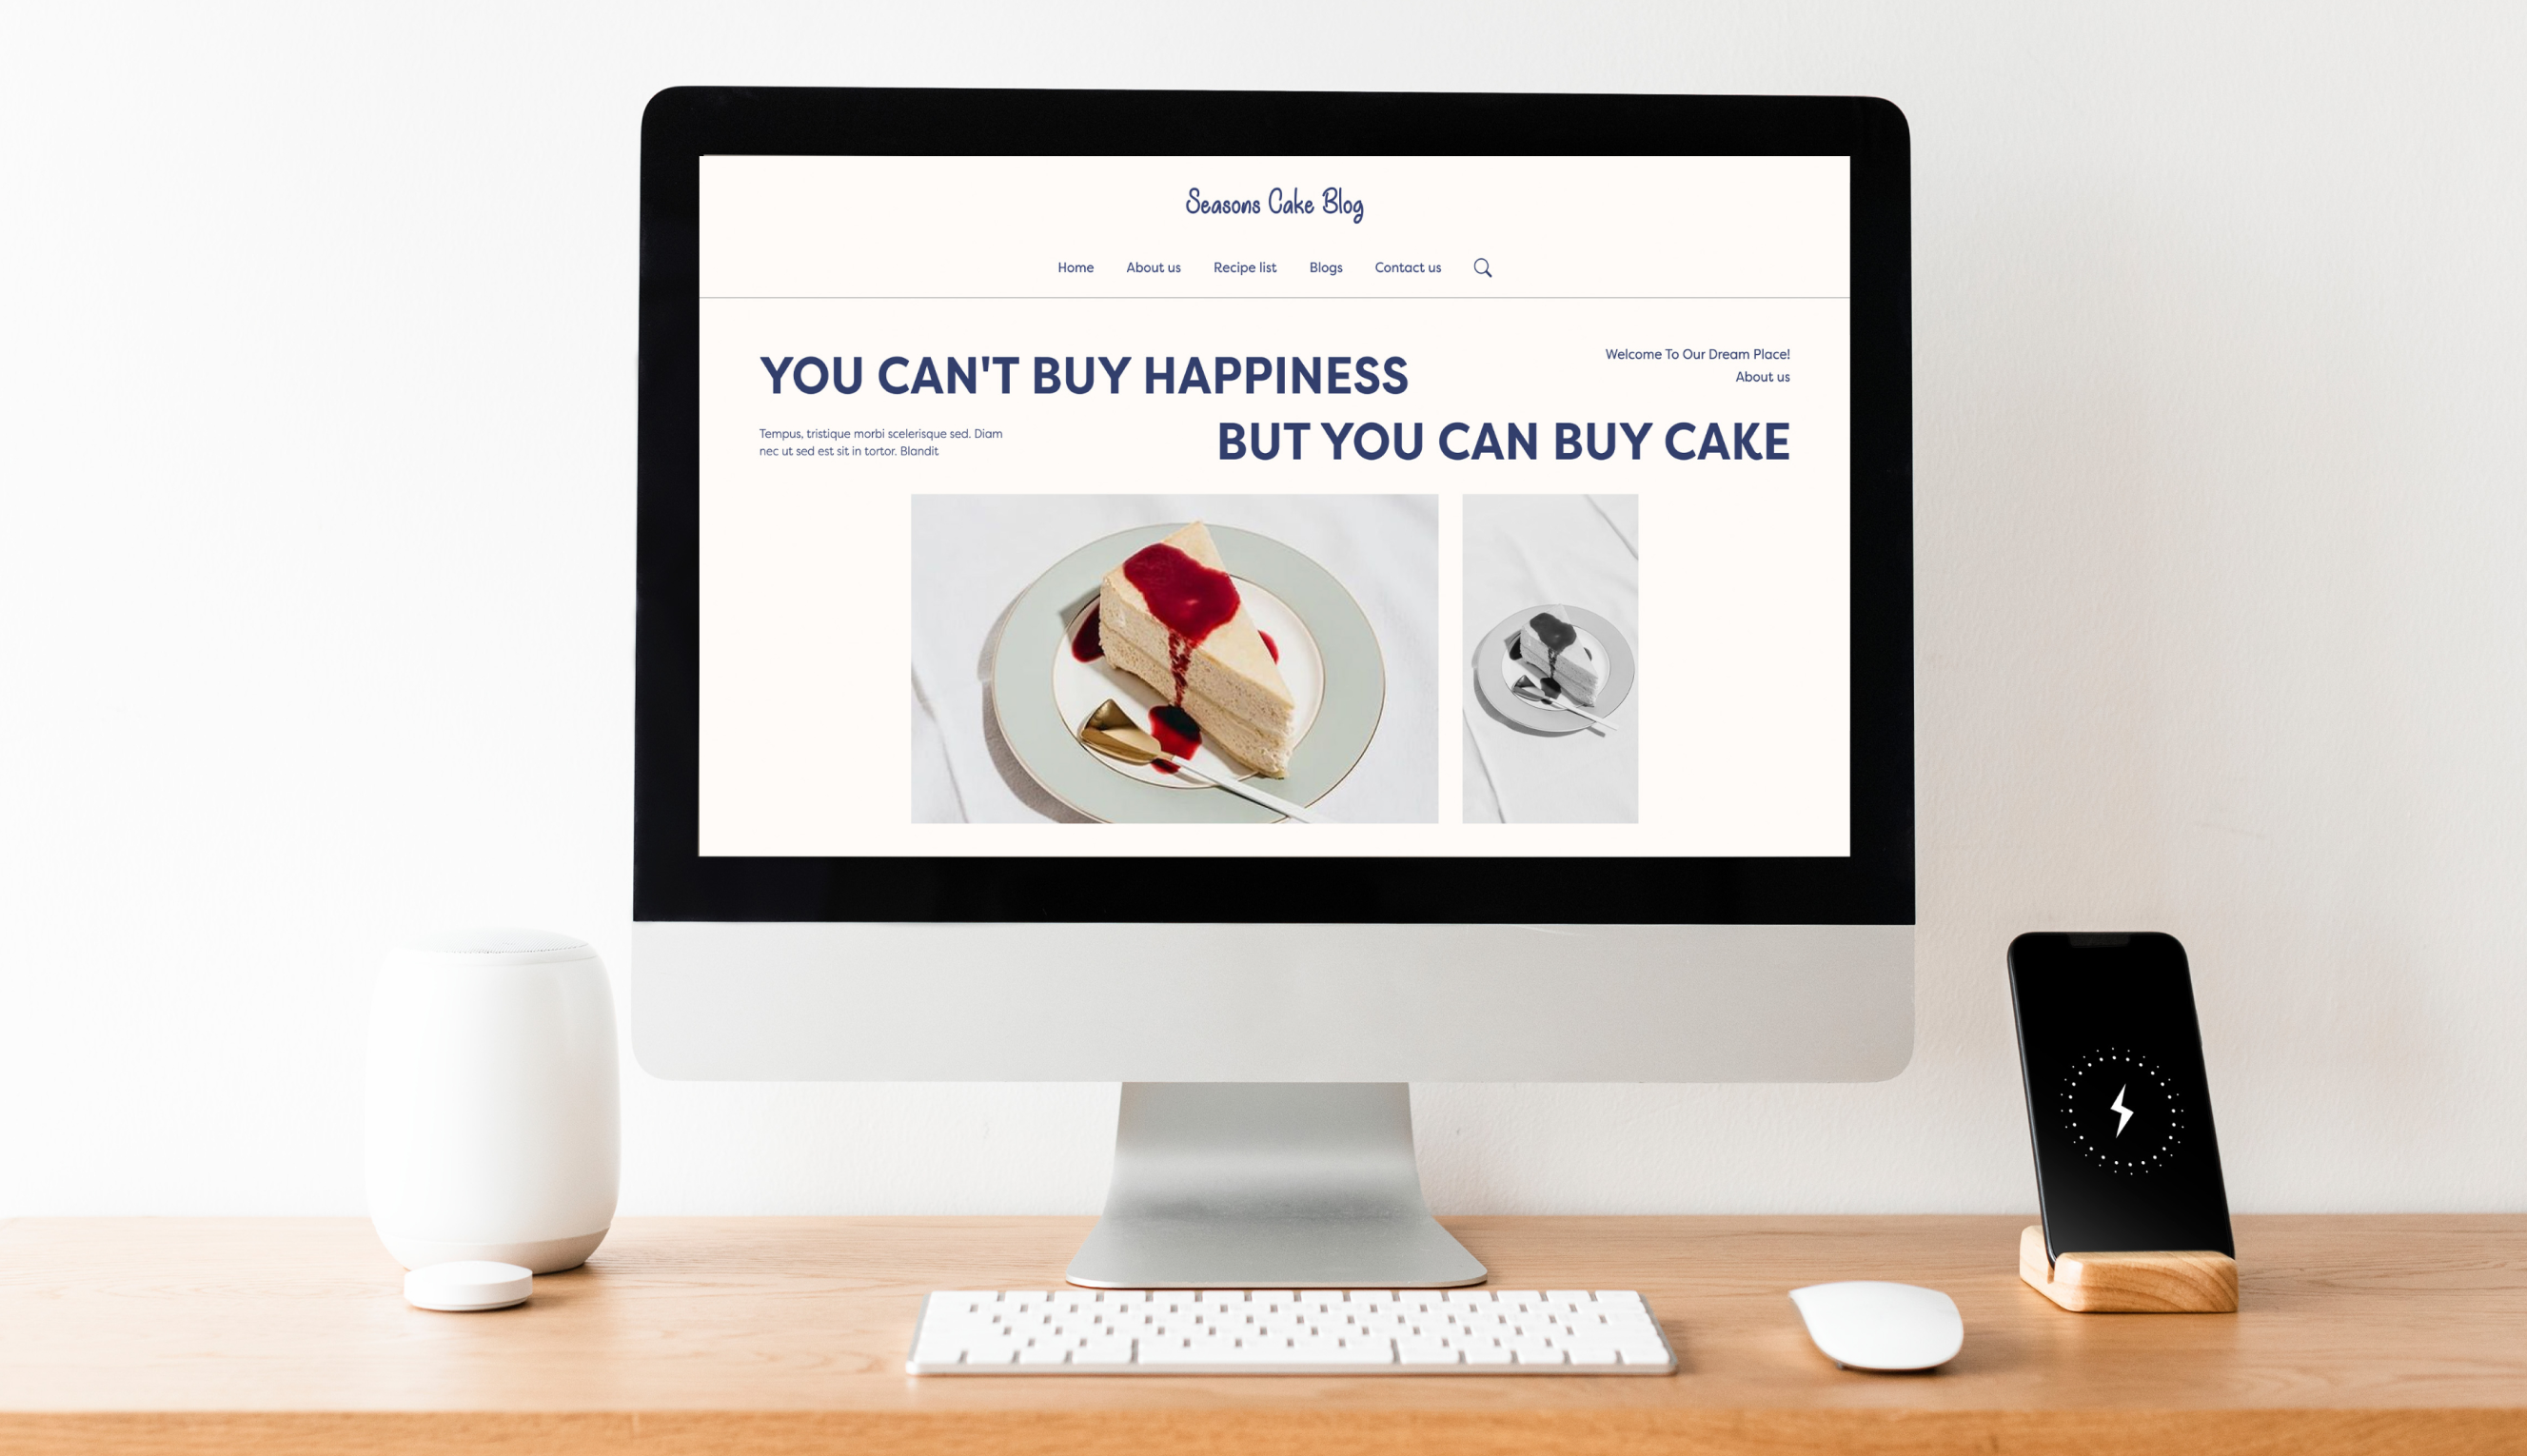 Seasons Cake Blog
Home About us Recipe list Blogs Contact us
YOU CAN'T BUY HAPPINESS
Welcome To Our Dream Place!
About us
Tempus, tristique morbi scelerisque sed. Diam
nec ut sed est sit in tortor. Blandit
BUT YOU CAN BUY CAKE